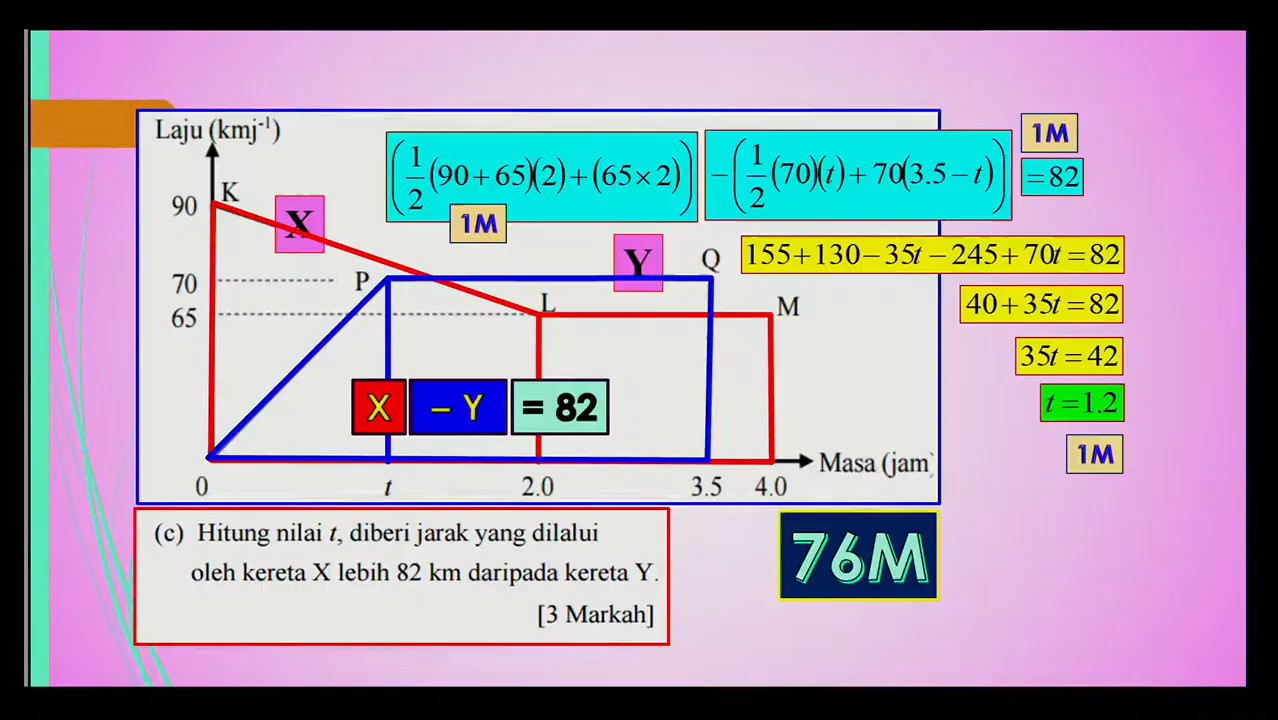 Laju (kmj⁻¹)
(1/2(90+65)(2)+(65×2))
−(1/2(70)(t)+70(3.5−t))
1M
=82
1M
K
90
X
Y
Q
155+130−35t−245+70t=82
P
70
L
M
65
40+35t=82
35t=42
X
– Y
= 82
t=1.2
1M
Masa (jam)
0
t
2.0
3.5
4.0
(c) Hitung nilai t, diberi jarak yang dilalui
oleh kereta X lebih 82 km daripada kereta Y.
[3 Markah]
76M